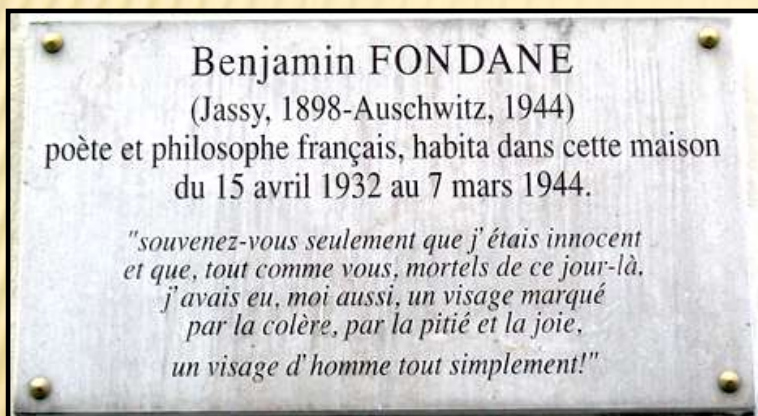 Benjamin FONDANE
(Jassy, 1898-Auschwitz, 1944)
poète et philosophe français, habita dans cette maison
du 15 avril 1932 au 7 mars 1944.
"souvenez-vous seulement que j'étais innocent
et que, tout comme vous, mortels de ce jour-là,
j'avais eu, moi aussi, un visage marqué
par la colère, par la pitié et la joie,
un visage d'homme tout simplement!"